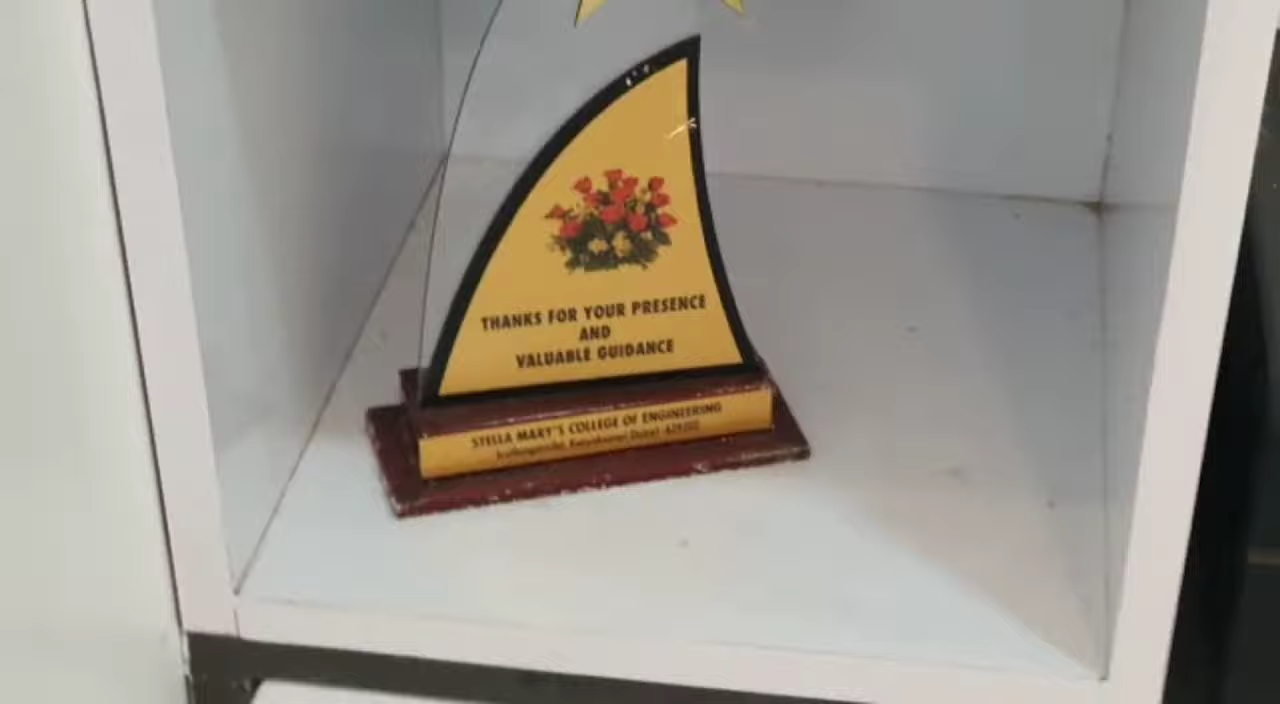 THANKS FOR YOUR PRESENCE
AND
VALUABLE GUIDANCE
STELLA MARY'S COLLEGE OF ENGINEERING